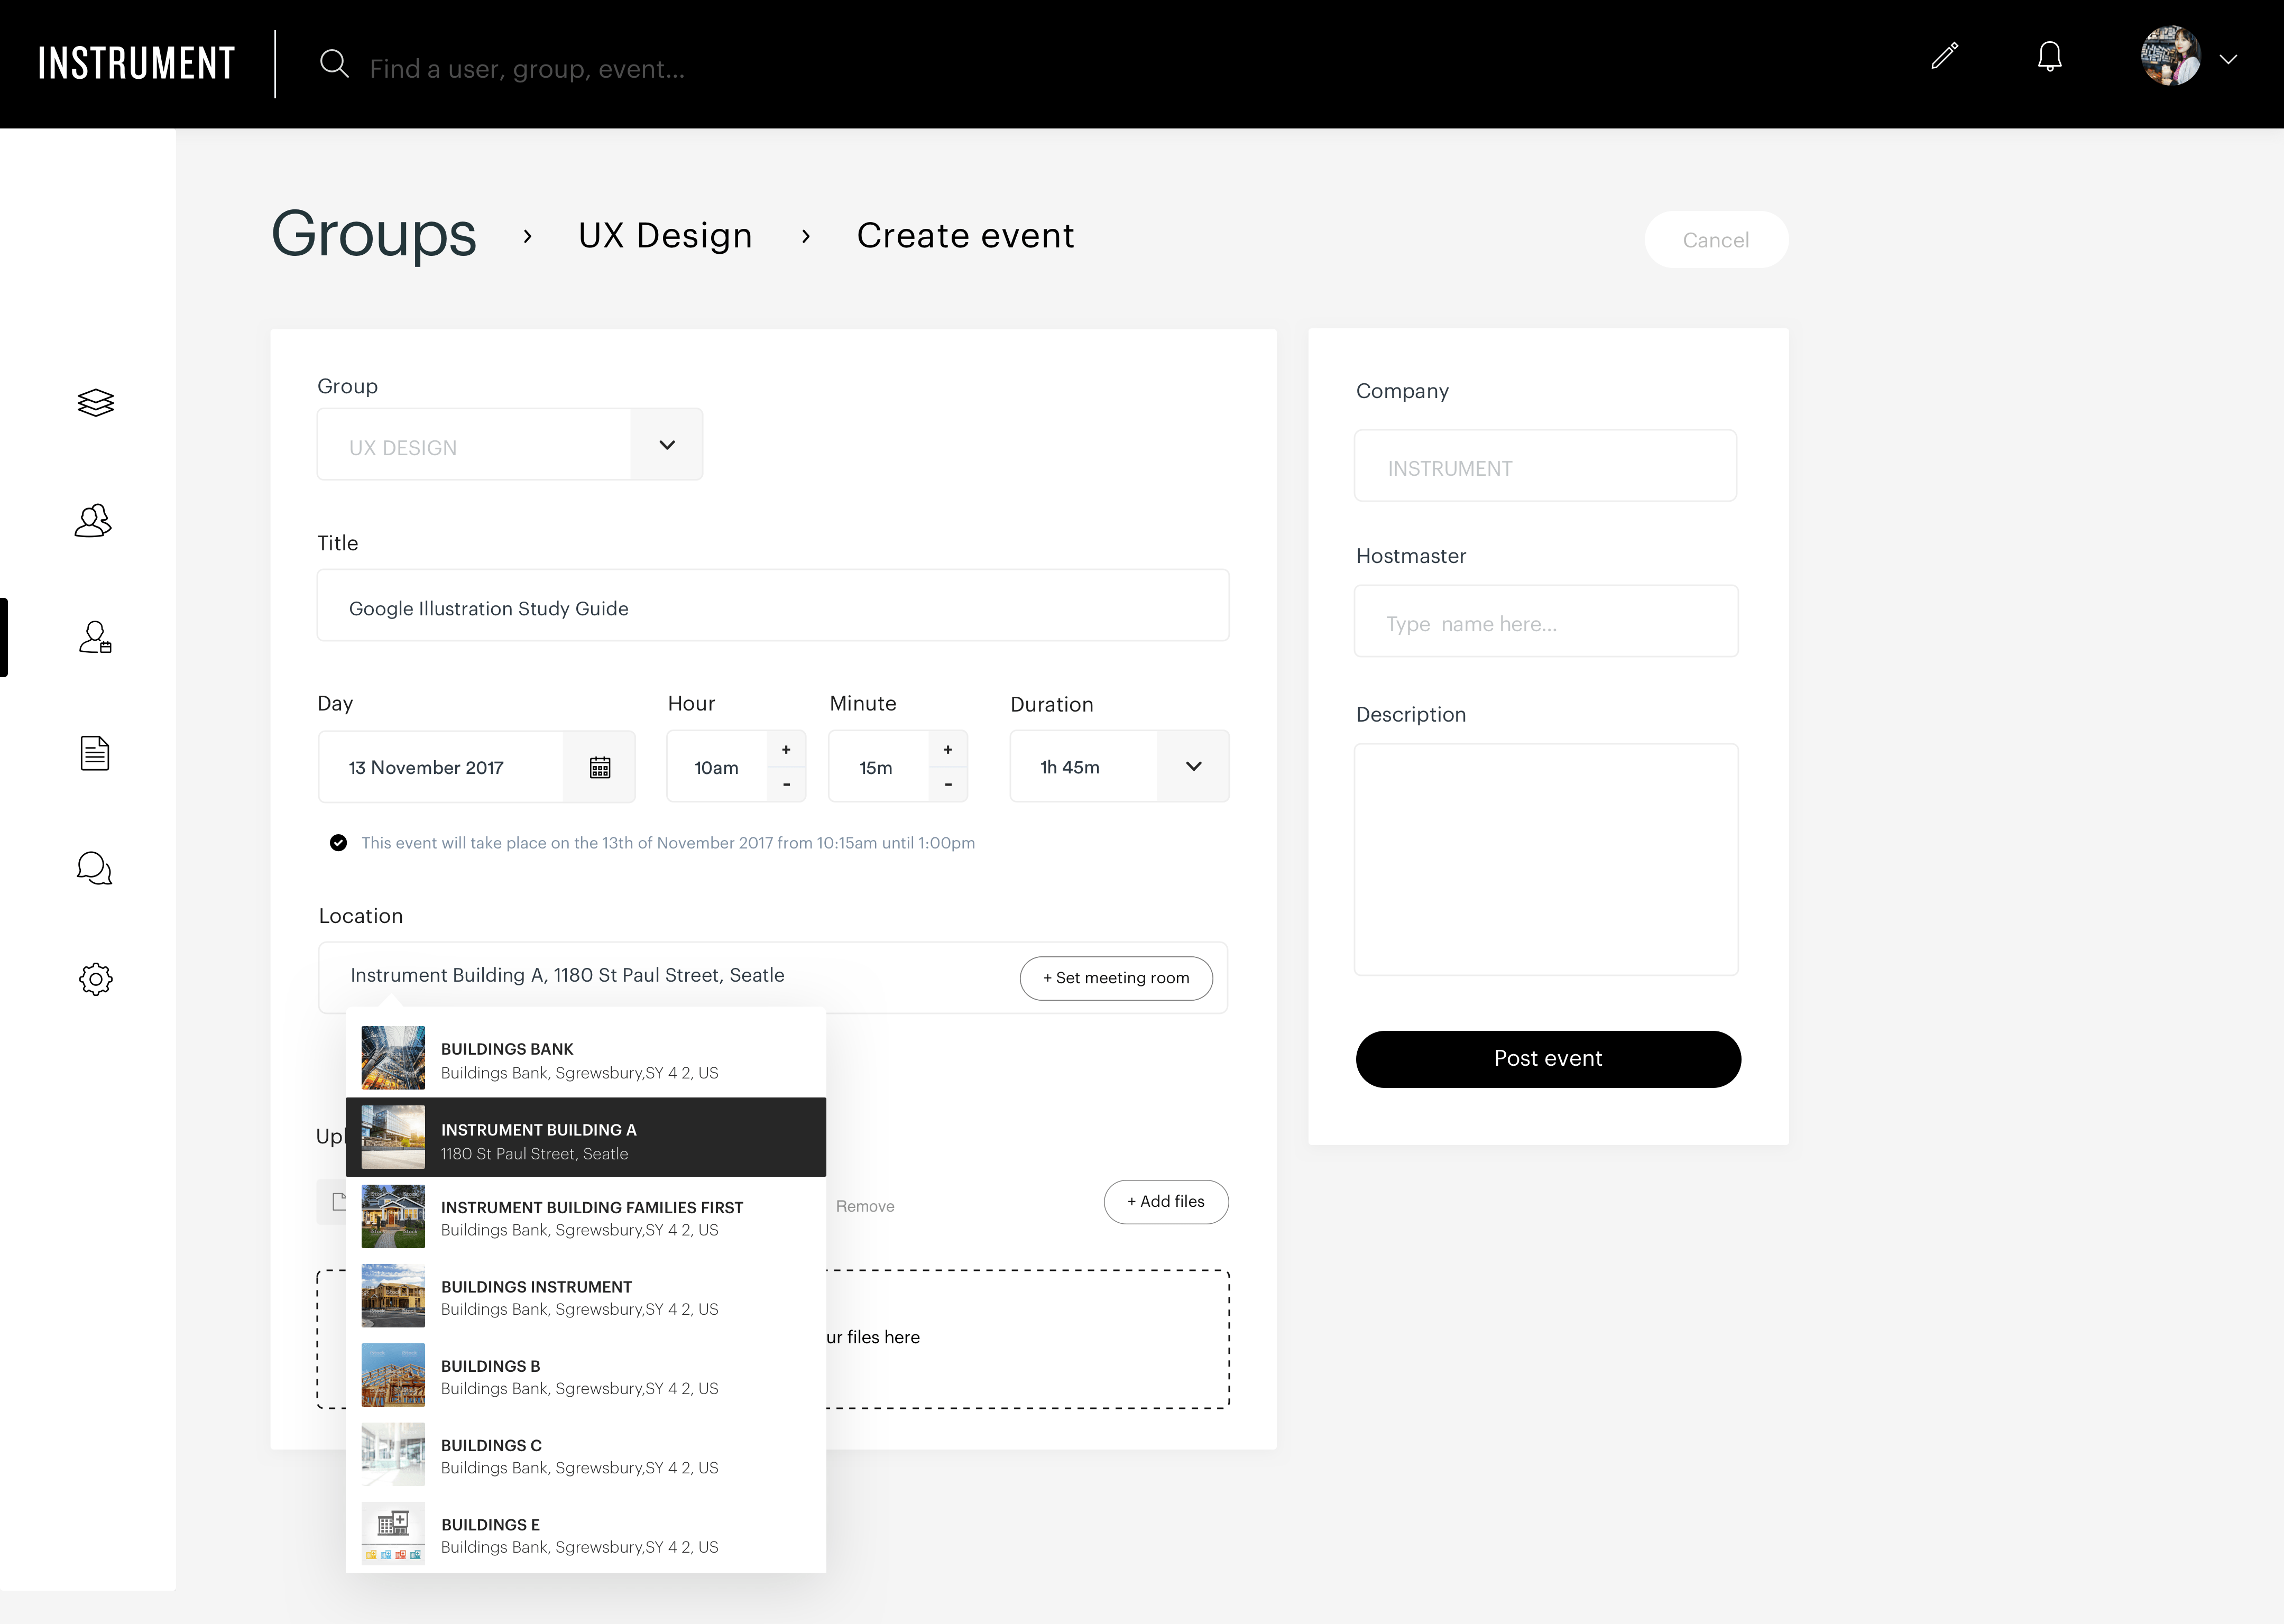 INSTRUMENT
Find a user, group, event...
Groups › UX Design › Create event
Cancel
Group
UX DESIGN
Title
Google Illustration Study Guide
Day
Hour
Minute
Duration
13 November 2017
10am
+
-
15m
+
-
1h 45m
This event will take place on the 13th of November 2017 from 10:15am until 1:00pm
Location
Instrument Building A, 1180 St Paul Street, Seatle
+ Set meeting room
BUILDINGS BANK
Buildings Bank, Sgrewsbury,SY 4 2, US
INSTRUMENT BUILDING A
1180 St Paul Street, Seatle
INSTRUMENT BUILDING FAMILIES FIRST
Buildings Bank, Sgrewsbury,SY 4 2, US
BUILDINGS INSTRUMENT
Buildings Bank, Sgrewsbury,SY 4 2, US
BUILDINGS B
Buildings Bank, Sgrewsbury,SY 4 2, US
BUILDINGS C
Buildings Bank, Sgrewsbury,SY 4 2, US
BUILDINGS E
Buildings Bank, Sgrewsbury,SY 4 2, US
Upl
Remove
+ Add files
ur files here
Company
INSTRUMENT
Hostmaster
Type name here...
Description
Post event